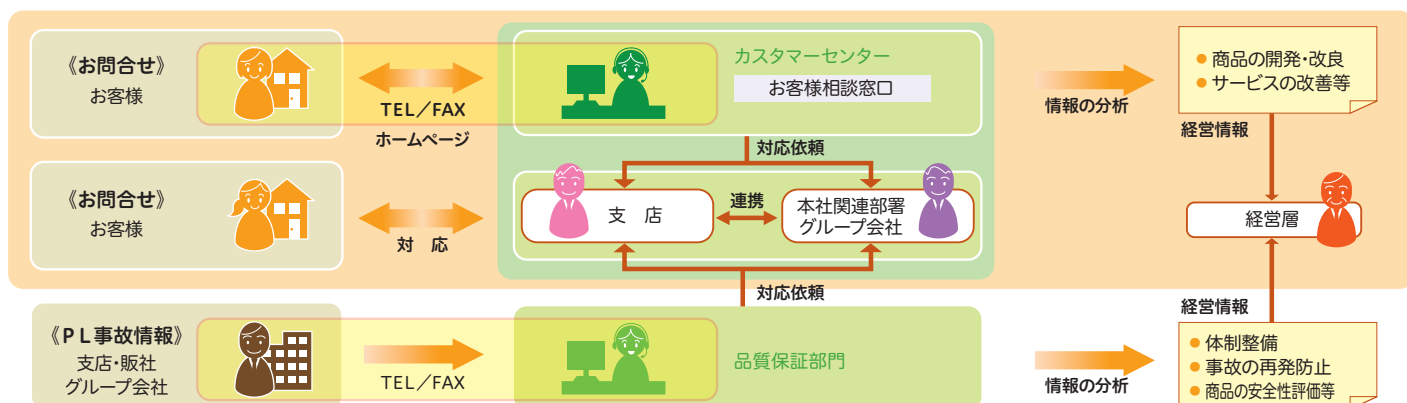 《お問合せ》
お客様
TEL／FAX
ホームページ
カスタマーセンター
お客様相談窓口
情報の分析
● 商品の開発・改良
● サービスの改善等
経営情報
対応依頼
《お問合せ》
お客様
対　応
支　店
連携
本社関連部署
グループ会社
経営層
対応依頼
経営情報
《ＰＬ事故情報》
支店・販社
グループ会社
TEL／FAX
品質保証部門
情報の分析
● 体制整備
● 事故の再発防止
● 商品の安全性評価等